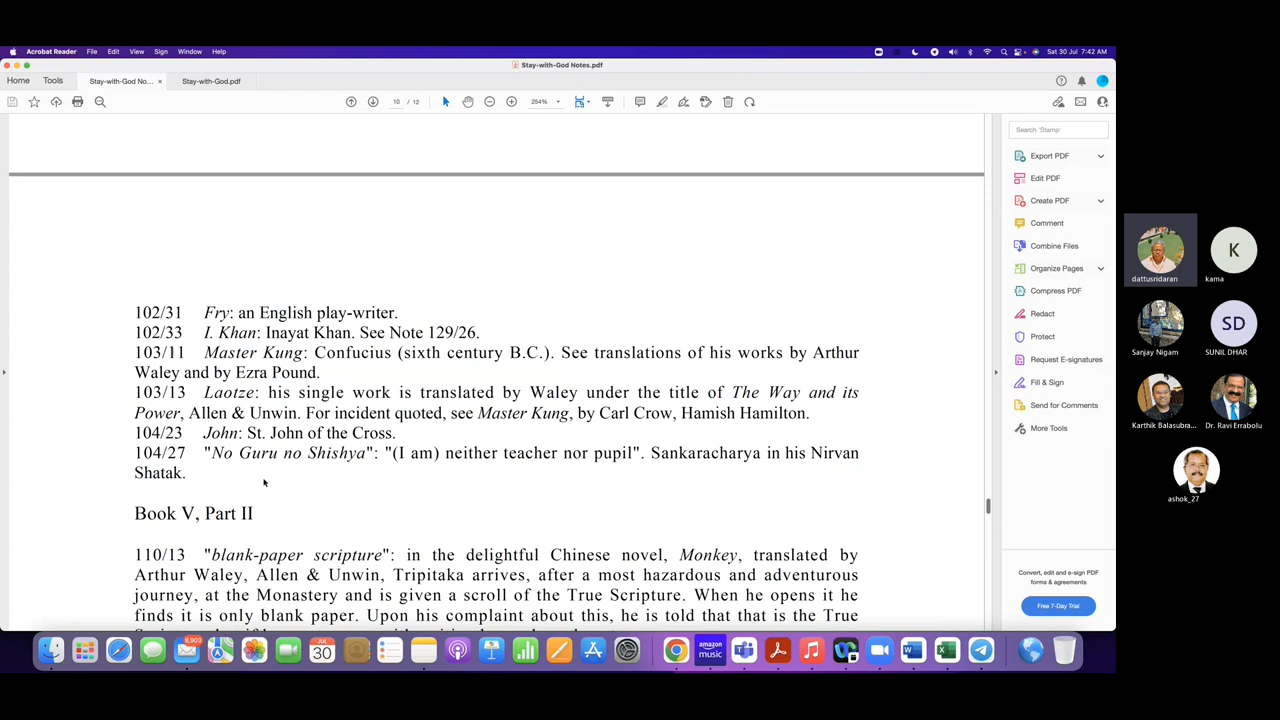 Acrobat Reader File Edit View Sign Window Help Sat 30 Jul 7:42 AM
Stay-with-God Notes.pdf
Home Tools Stay-with-God No... × Stay-with-God.pdf
10 / 12 254%
102/31 Fry: an English play-writer.
102/33 I. Khan: Inayat Khan. See Note 129/26
103/11 Master Kung: Confucius (sixth century B.C.). See translations of his works by Arthur
Waley and by Ezra Pound.
103/13 Laotze: his single work is translated by Waley under the title of The Way and its
Power, Allen & Unwin. For incident quoted, see Master Kung, by Carl Crow, Hamish Hamilton.
104/23 John: St. John of the Cross.
104/27 "No Guru no Shishya": "(I am) neither teacher nor pupil". Sankaracharya in his Nirvan
Shatak.
Book V, Part II
110/13 "blank-paper scripture": in the delightful Chinese novel, Monkey, translated by
Arthur Waley, Allen & Unwin, Tripitaka arrives, after a most hazardous and adventurous
journey, at the Monastery and is given a scroll of the True Scripture. When he opens it he
finds it is only blank paper. Upon his complaint about this, he is told that that is the True
Search 'Stamp'
Export PDF
Edit PDF
Create PDF
Comment
Combine Files
Organize Pages
Compress PDF
Redact
Protect
Request E-signatures
Fill & Sign
Send for Comments
More Tools
Convert, edit and e-sign PDF
forms & agreements
Free 7-Day Trial
dattusridaran
K
kama
Sanjay Nigam
SD
SUNIL DHAR
Karthik Balasubra...
Dr. Ravi Errabolu
ashok_27
8,903
JUL
30
amazon
music